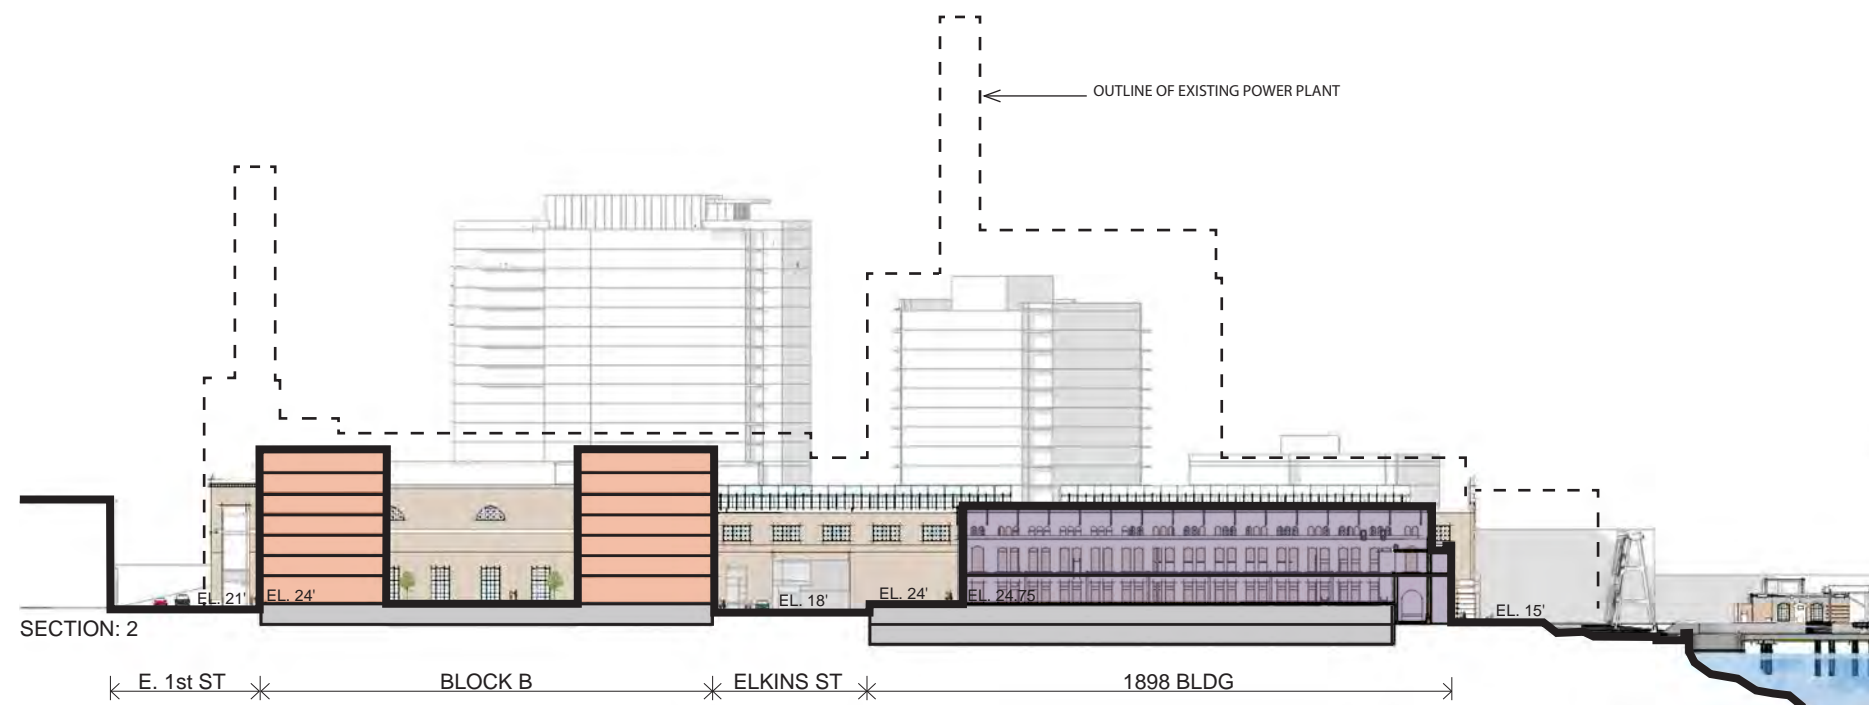 OUTLINE OF EXISTING POWER PLANT
EL. 21'
EL. 24'
EL. 18'
EL. 24'
EL. 24.75
EL. 15'
SECTION: 2
E. 1st ST
BLOCK B
ELKINS ST
1898 BLDG